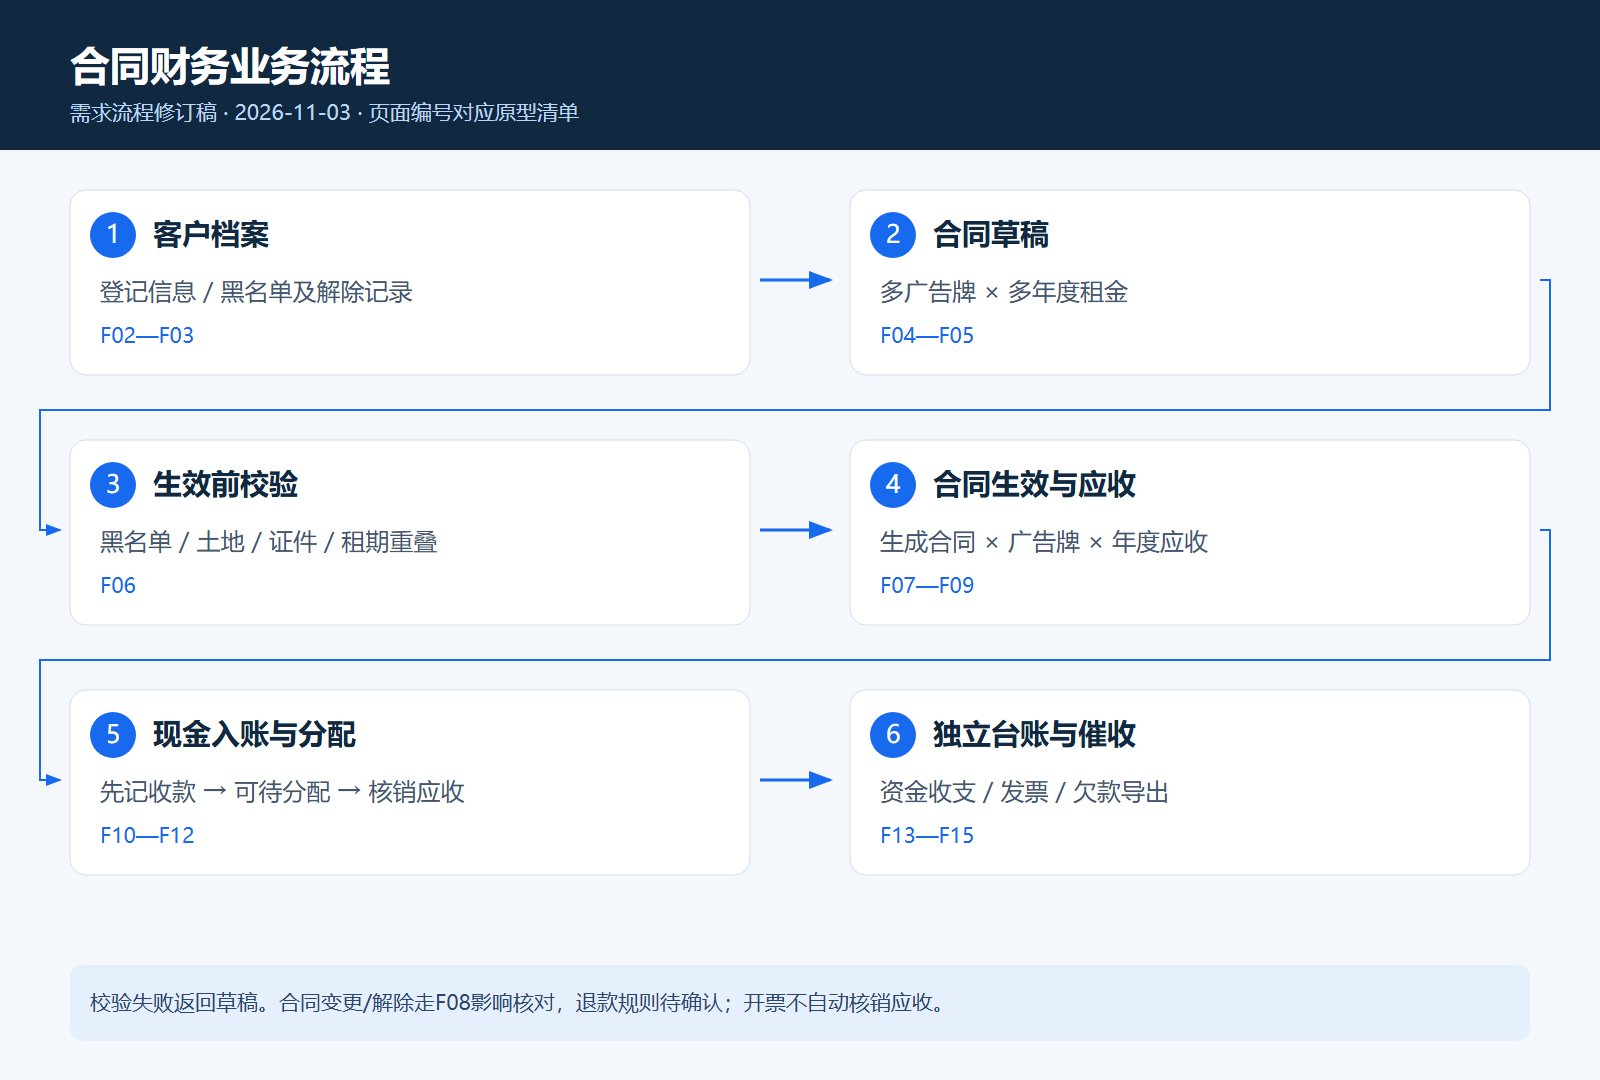 合同财务业务流程
需求流程修订稿 · 2026-11-03 · 页面编号对应原型清单
1 客户档案
登记信息 / 黑名单及解除记录
F02—F03
2 合同草稿
多广告牌 × 多年度租金
F04—F05
3 生效前校验
黑名单 / 土地 / 证件 / 租期重叠
F06
4 合同生效与应收
生成合同 × 广告牌 × 年度应收
F07—F09
5 现金入账与分配
先记收款 → 可待分配 → 核销应收
F10—F12
6 独立台账与催收
资金收支 / 发票 / 欠款导出
F13—F15
校验失败返回草稿。合同变更/解除走F08影响核对，退款规则待确认；开票不自动核销应收。